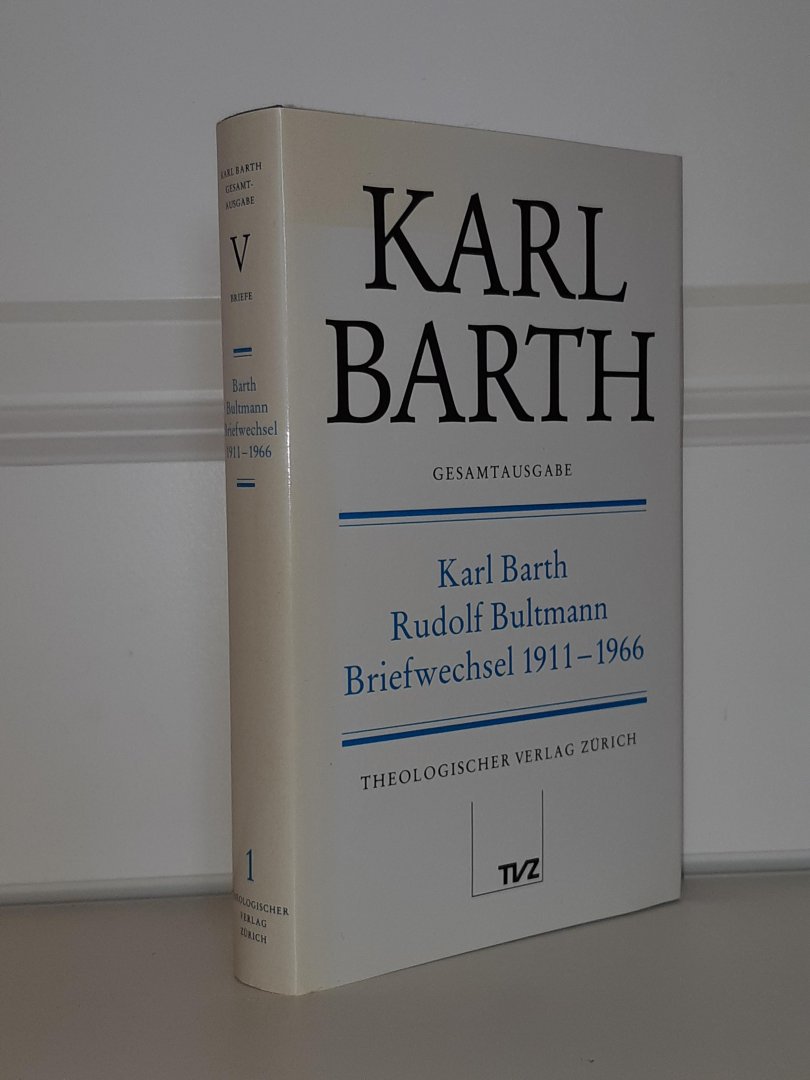 KARL BARTH
GESAMT-
AUSGABE
V
BRIEFE
Barth
Bultmann
Briefwechsel
1911–1966
1
THEOLOGISCHER
VERLAG
ZÜRICH
KARL
BARTH
GESAMTAUSGABE
Karl Barth
Rudolf Bultmann
Briefwechsel 1911–1966
THEOLOGISCHER VERLAG ZÜRICH
TVZ